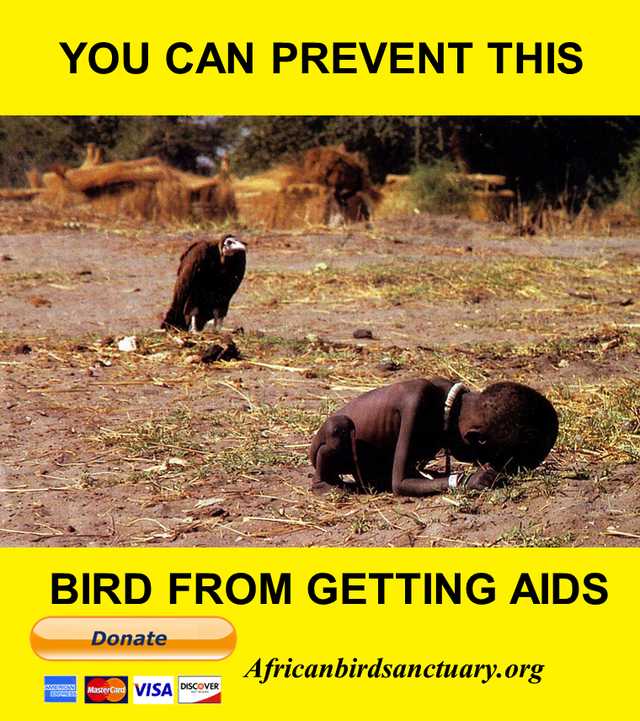 YOU CAN PREVENT THIS
BIRD FROM GETTING AIDS
Donate
Africanbirdsanctuary.org
AMERICAN EXPRESS
MasterCard
VISA
DISCOVER